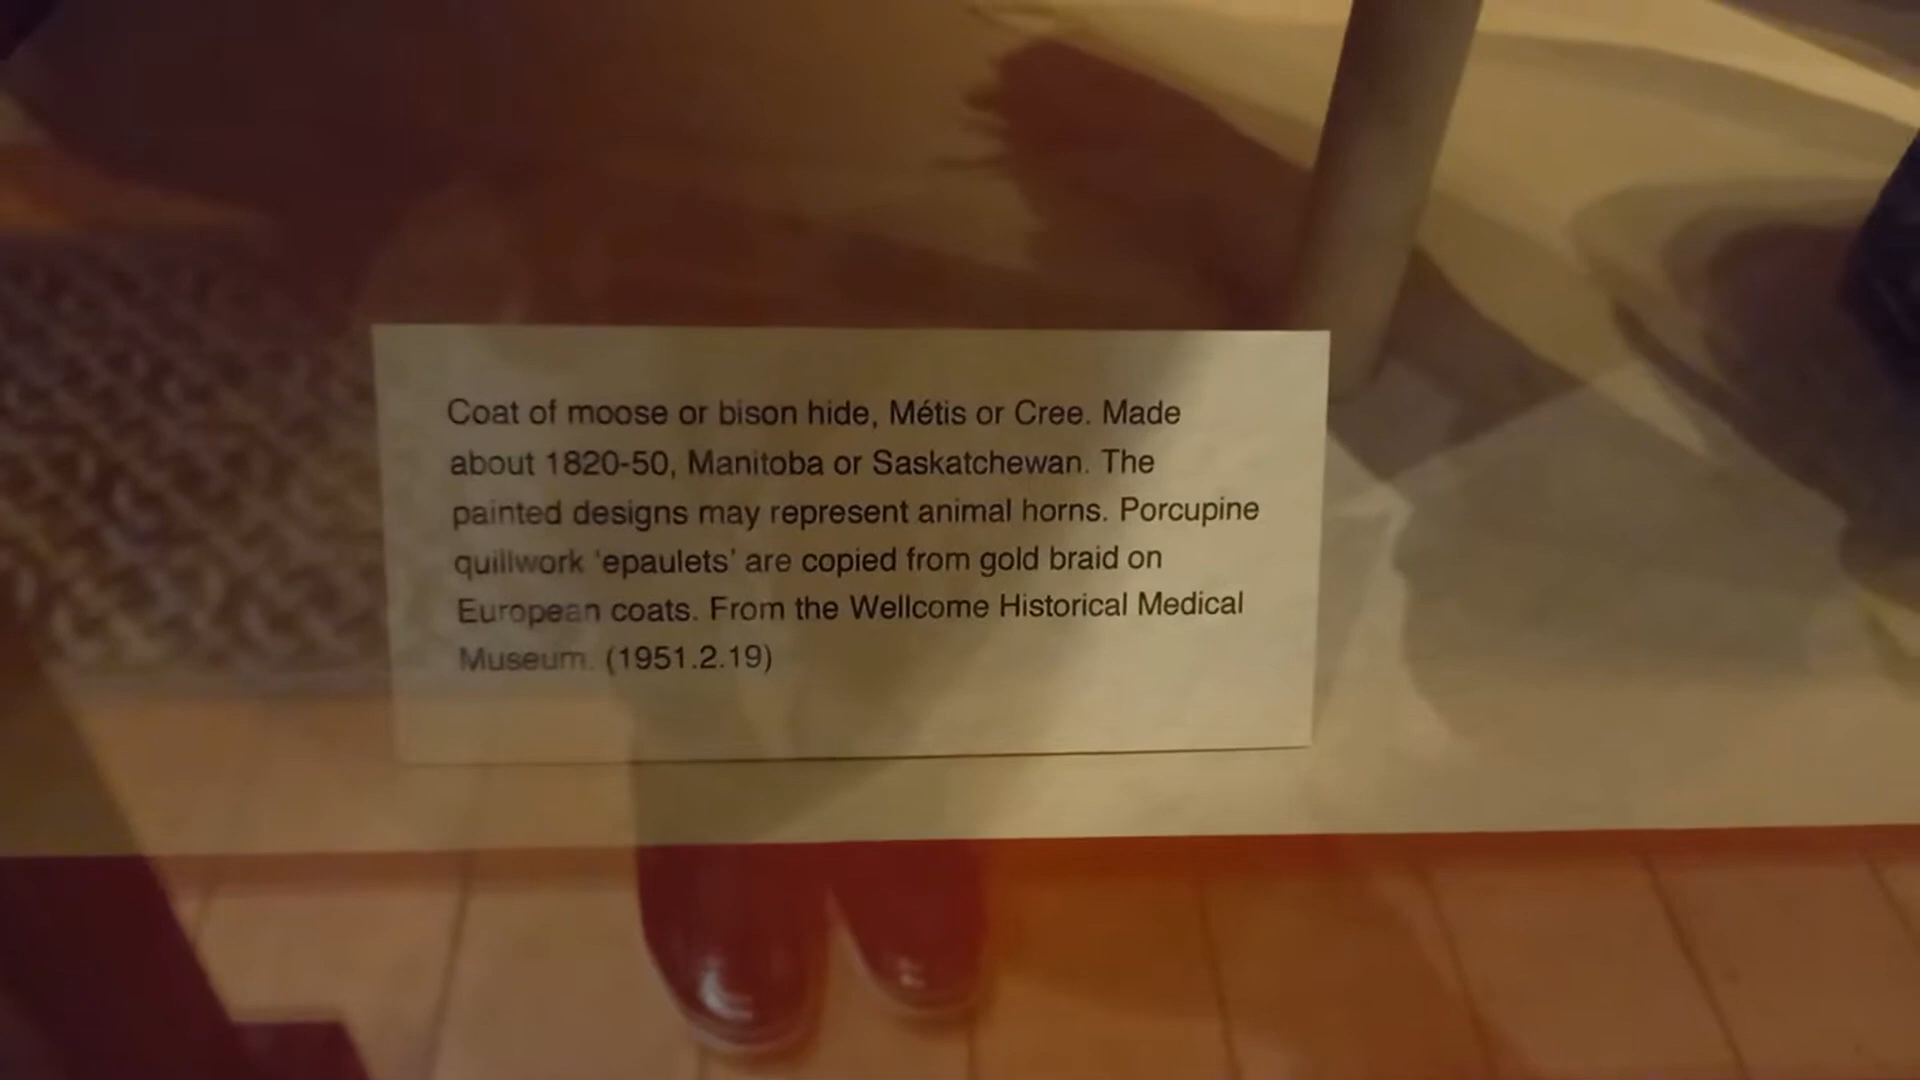 Coat of moose or bison hide, Métis or Cree. Made
about 1820-50, Manitoba or Saskatchewan. The
painted designs may represent animal horns. Porcupine
quillwork ‘epaulets’ are copied from gold braid on
European coats. From the Wellcome Historical Medical
Museum. (1951.2.19)